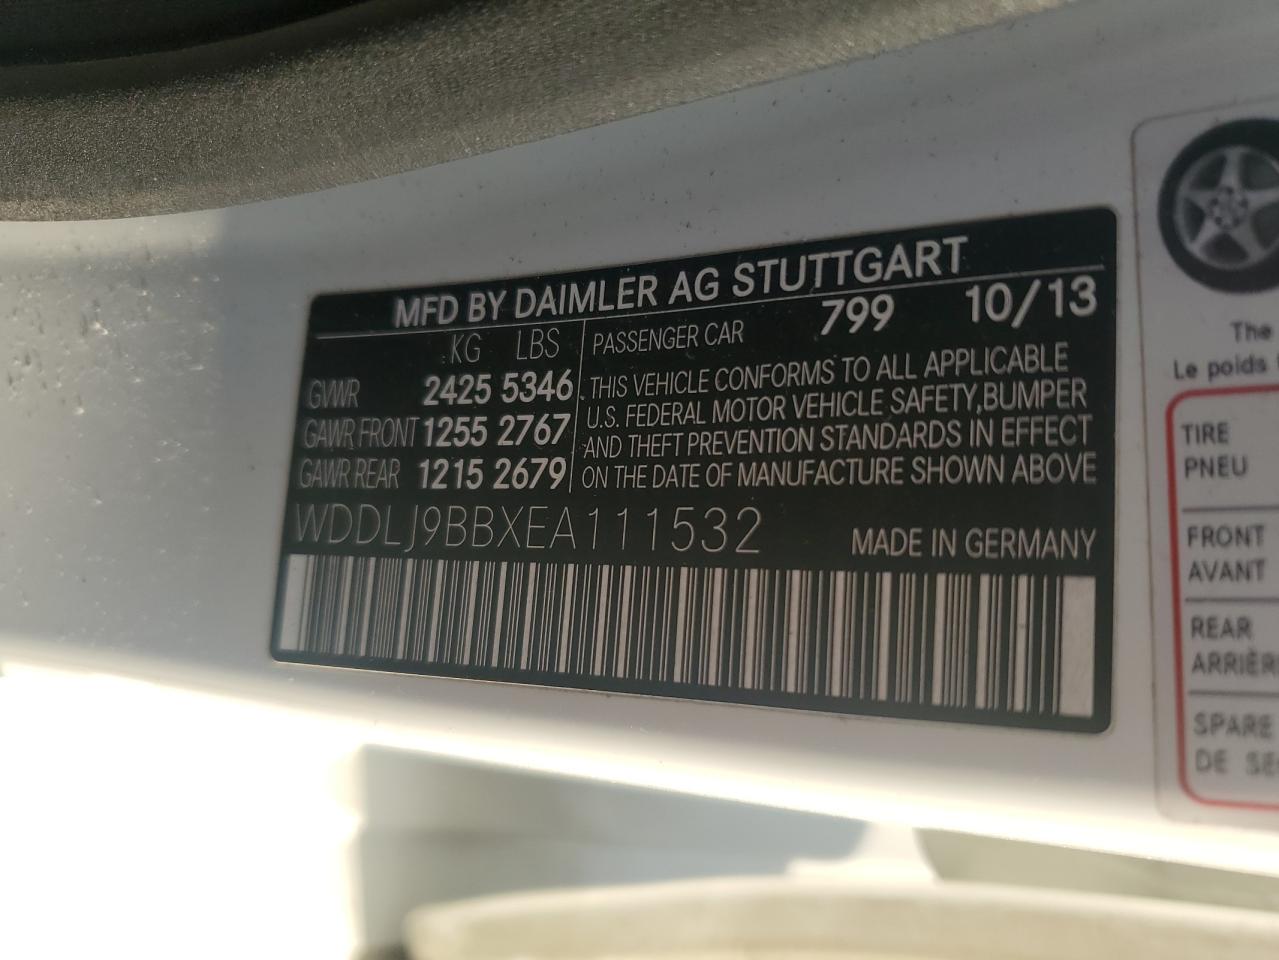 MFD BY DAIMLER AG STUTTGART
KG LBS PASSENGER CAR 799 10/13
GVWR 2425 5346
GAWR FRONT 1255 2767
GAWR REAR 1215 2679
THIS VEHICLE CONFORMS TO ALL APPLICABLE
U.S. FEDERAL MOTOR VEHICLE SAFETY, BUMPER
AND THEFT PREVENTION STANDARDS IN EFFECT
ON THE DATE OF MANUFACTURE SHOWN ABOVE
WDDLJ9BBXEA111532 MADE IN GERMANY
The
Le poids
TIRE
PNEU
FRONT
AVANT
REAR
ARRIÈR
SPARE
DE SE